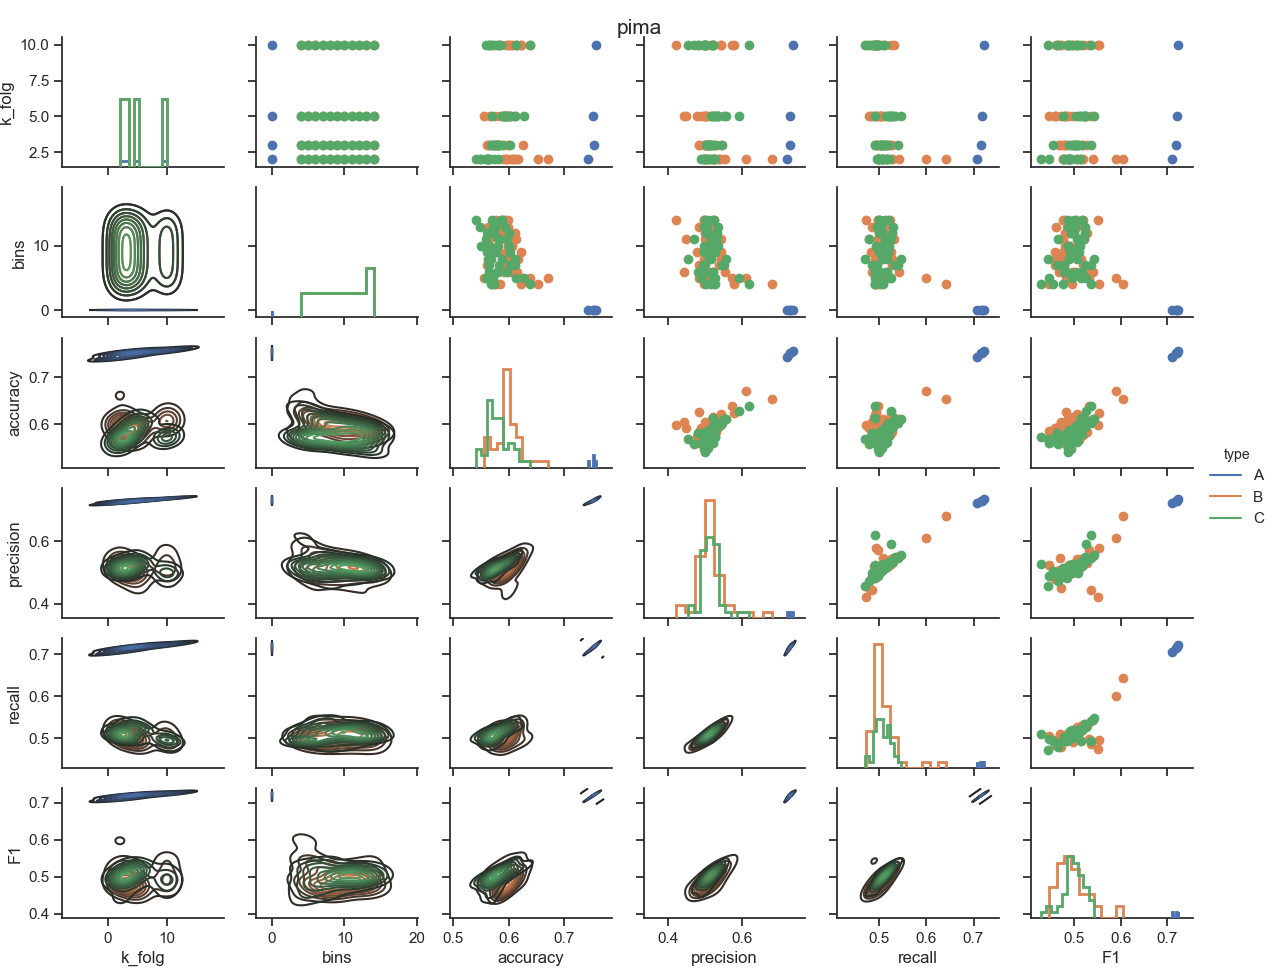 pima
k_folg
10.0
7.5
5.0
2.5
bins
10
0
accuracy
0.7
0.6
type
A
B
C
precision
0.6
0.4
recall
0.7
0.6
0.5
F1
0.7
0.6
0.5
0.4
0 10 0 10 20 0.5 0.6 0.7 0.4 0.6 0.5 0.6 0.7 0.5 0.6 0.7
k_folg bins accuracy precision recall F1